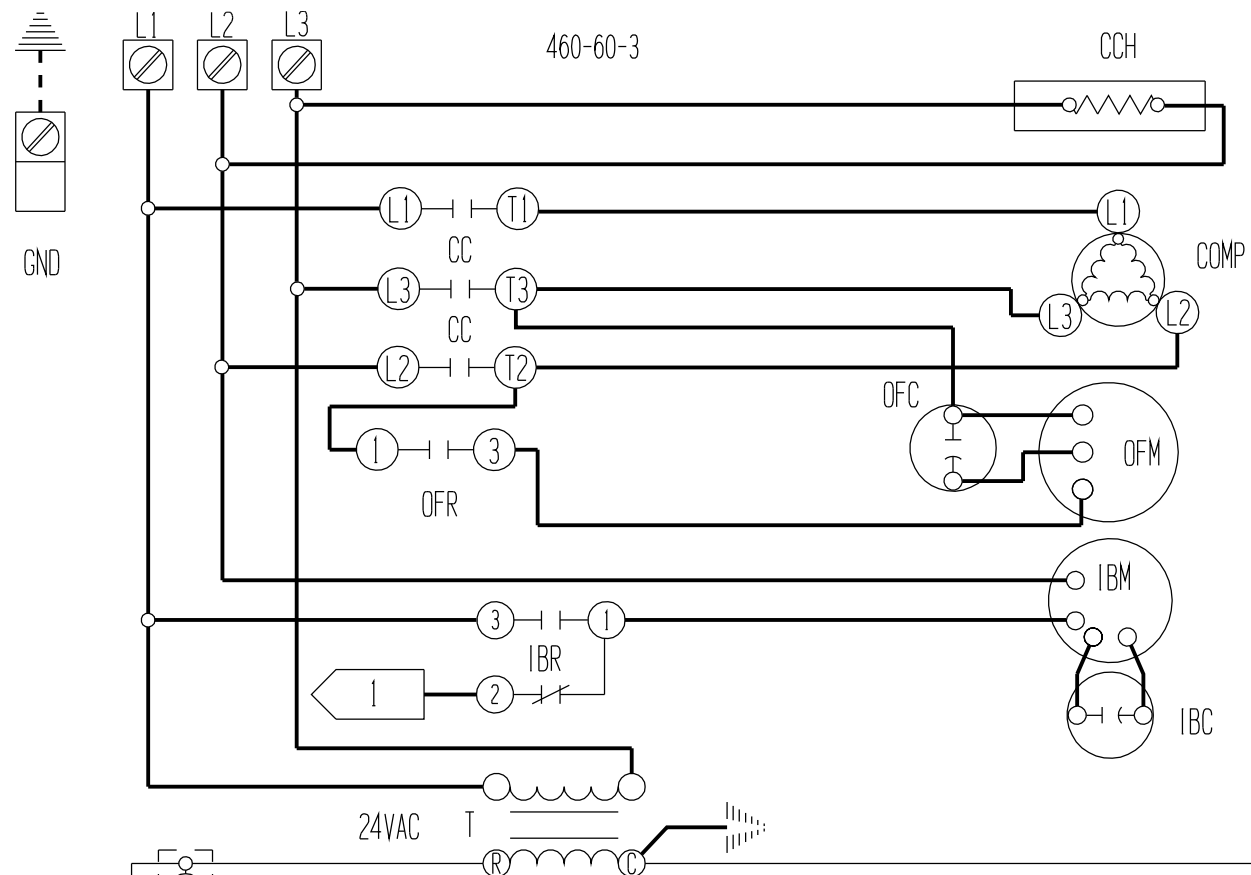 L1 L2 L3
460-60-3
CCH
L1 T1
L1
GND
CC
COMP
L3 T3
L3 L2
CC
L2 T2
OFC
1 3
OFM
OFR
IBM
3 1
IBR
1 2
IBC
24VAC T
R C